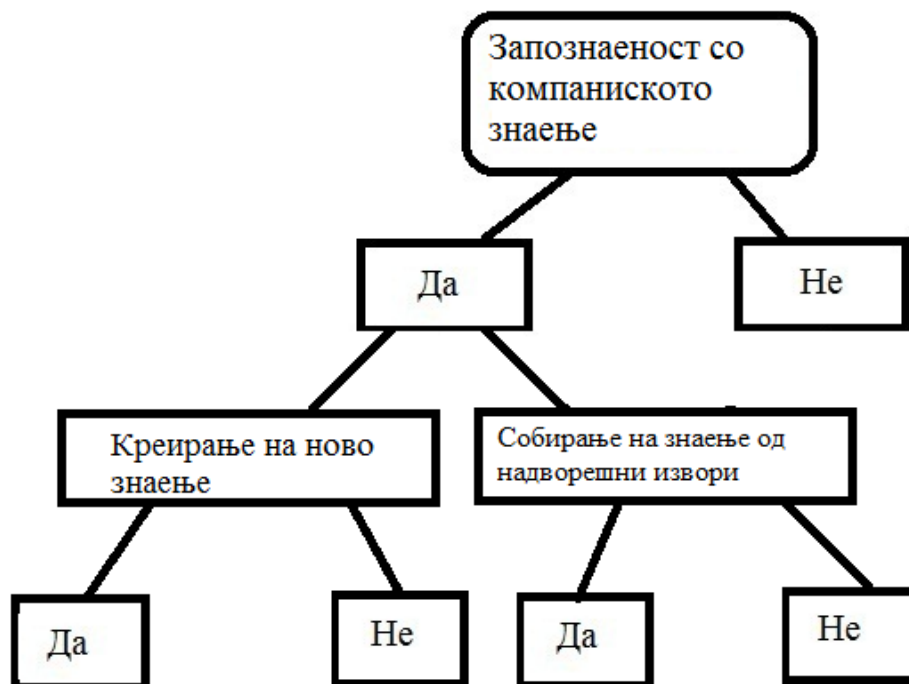 Запознаеност со
компаниското
знаење
Да
Не
Креирање на ново
знаење
Собирање на знаење од
надворешни извори
Да
Не
Да
Не